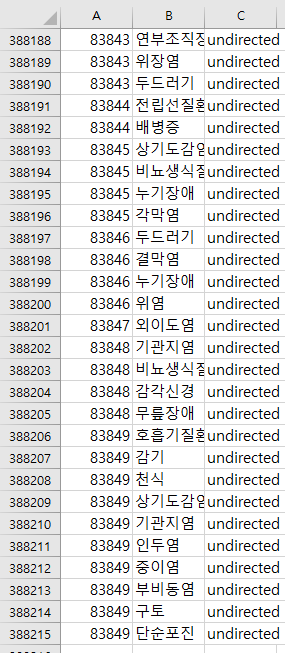 A B C
388188 83843 연부조직장 undirected
388189 83843 위장염 undirected
388190 83843 두드러기 undirected
388191 83844 전립선질환 undirected
388192 83844 배병증 undirected
388193 83845 상기도감염 undirected
388194 83845 비뇨생식질 undirected
388195 83845 누기장애 undirected
388196 83845 각막염 undirected
388197 83846 두드러기 undirected
388198 83846 결막염 undirected
388199 83846 누기장애 undirected
388200 83846 위염 undirected
388201 83847 외이도염 undirected
388202 83848 기관지염 undirected
388203 83848 비뇨생식질 undirected
388204 83848 감각신경 undirected
388205 83848 무릎장애 undirected
388206 83849 호흡기질환 undirected
388207 83849 감기 undirected
388208 83849 천식 undirected
388209 83849 상기도감염 undirected
388210 83849 기관지염 undirected
388211 83849 인두염 undirected
388212 83849 중이염 undirected
388213 83849 부비동염 undirected
388214 83849 구토 undirected
388215 83849 단순포진 undirected